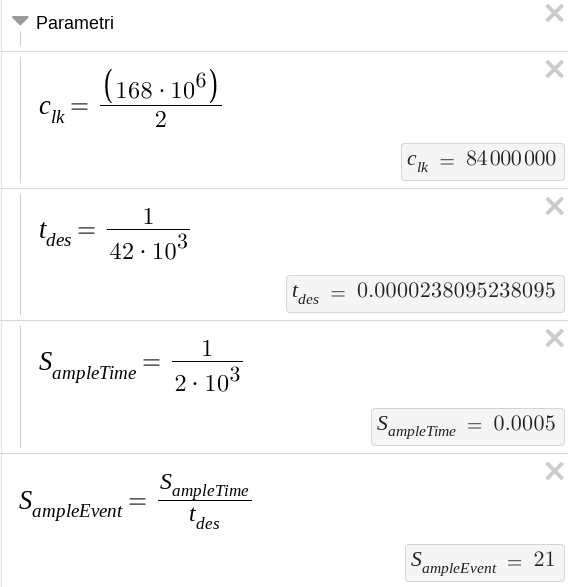 Parametri
c_lk = (168 · 10^6) / 2
c_lk = 84000000
t_des = 1 / (42 · 10^3)
t_des = 0.0000238095238095
S_ampleTime = 1 / (2 · 10^3)
S_ampleTime = 0.0005
S_ampleEvent = S_ampleTime / t_des
S_ampleEvent = 21